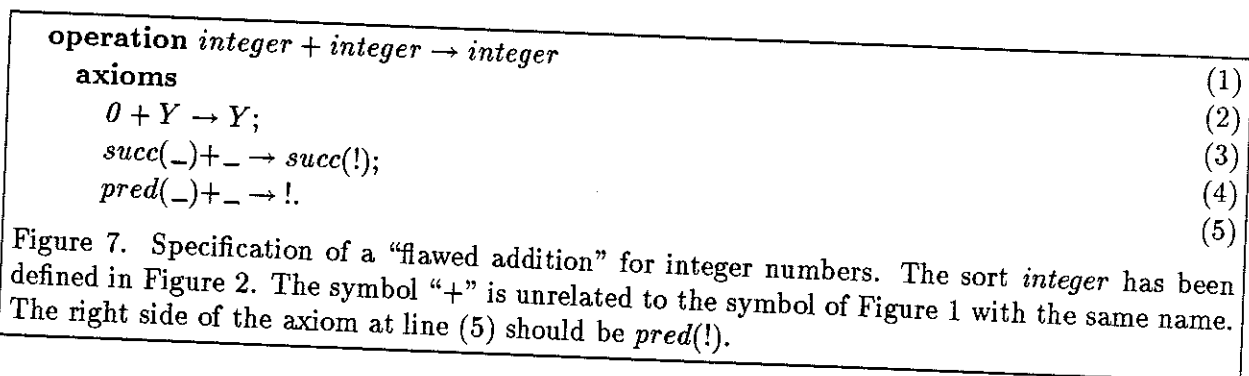 operation integer + integer → integer (1)
axioms (2)
0 + Y → Y; (3)
succ(_)+_ → succ(!); (4)
pred(_)+_ → !. (5)
Figure 7. Specification of a “flawed addition” for integer numbers. The sort integer has been
defined in Figure 2. The symbol “+” is unrelated to the symbol of Figure 1 with the same name.
The right side of the axiom at line (5) should be pred(!).